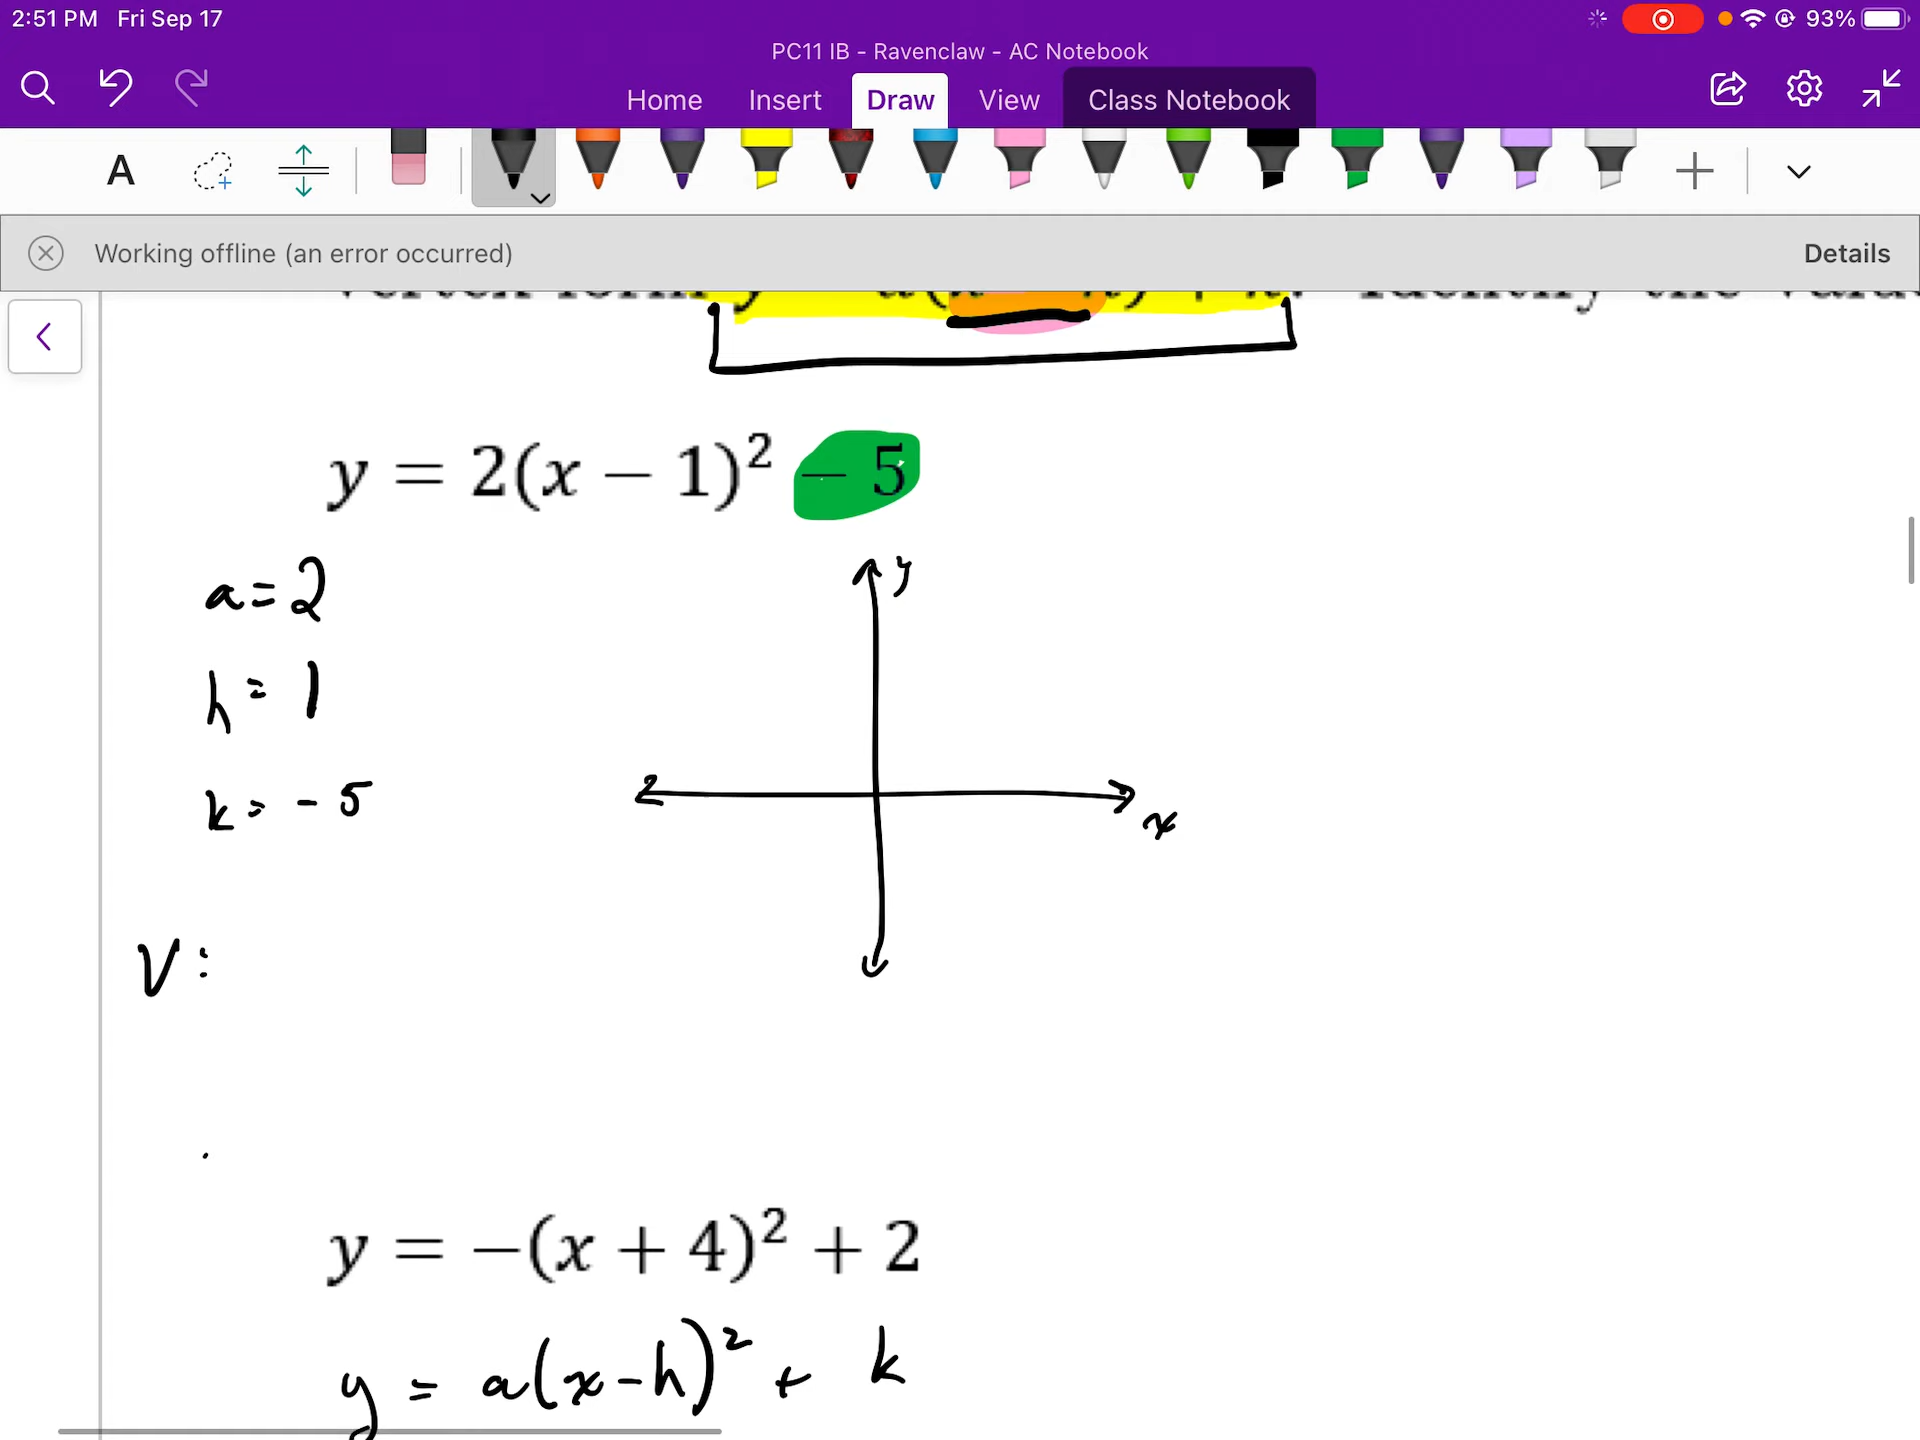 2:51 PM Fri Sep 17
93%
PC11 IB - Ravenclaw - AC Notebook
Home Insert Draw View Class Notebook
A
Working offline (an error occurred) Details
y = 2(x − 1)² − 5
a = 2
y
h = 1
k = - 5
x
V:
y = −(x + 4)² + 2
y = a(x-h)² + k